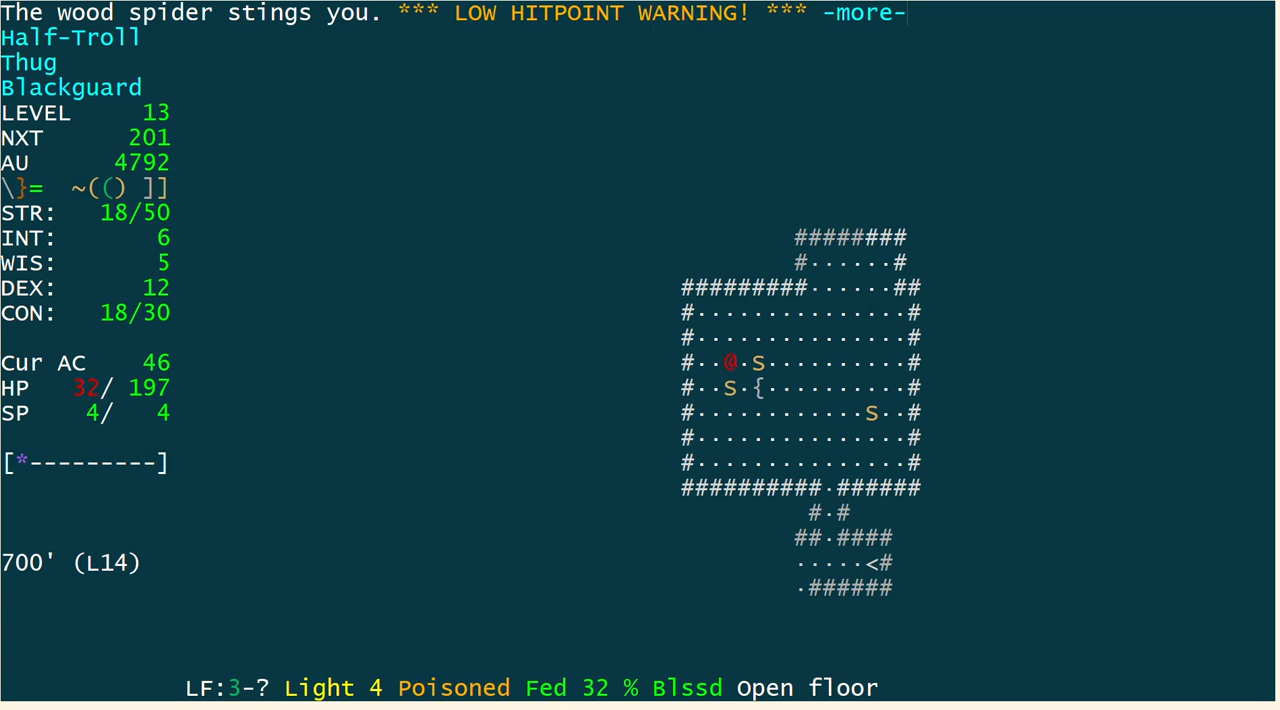 The wood spider stings you. *** LOW HITPOINT WARNING! *** -more-
Half-Troll
Thug
Blackguard
LEVEL 13
NXT 201
AU 4792
\}= ~(() ]]
STR: 18/50
INT: 6
########
WIS: 5
#......#
DEX: 12
#########......##
CON: 18/30
#...............#
#...............#
Cur AC 46
#..@.S..........#
HP 32/ 197
#..S.{..........#
SP 4/ 4
#............S..#
#...............#
[*---------]
#...............#
##########.######
#.#
##.####
700' (L14)
.....<#
.######
LF:3-? Light 4 Poisoned Fed 32 % Blssd Open floor